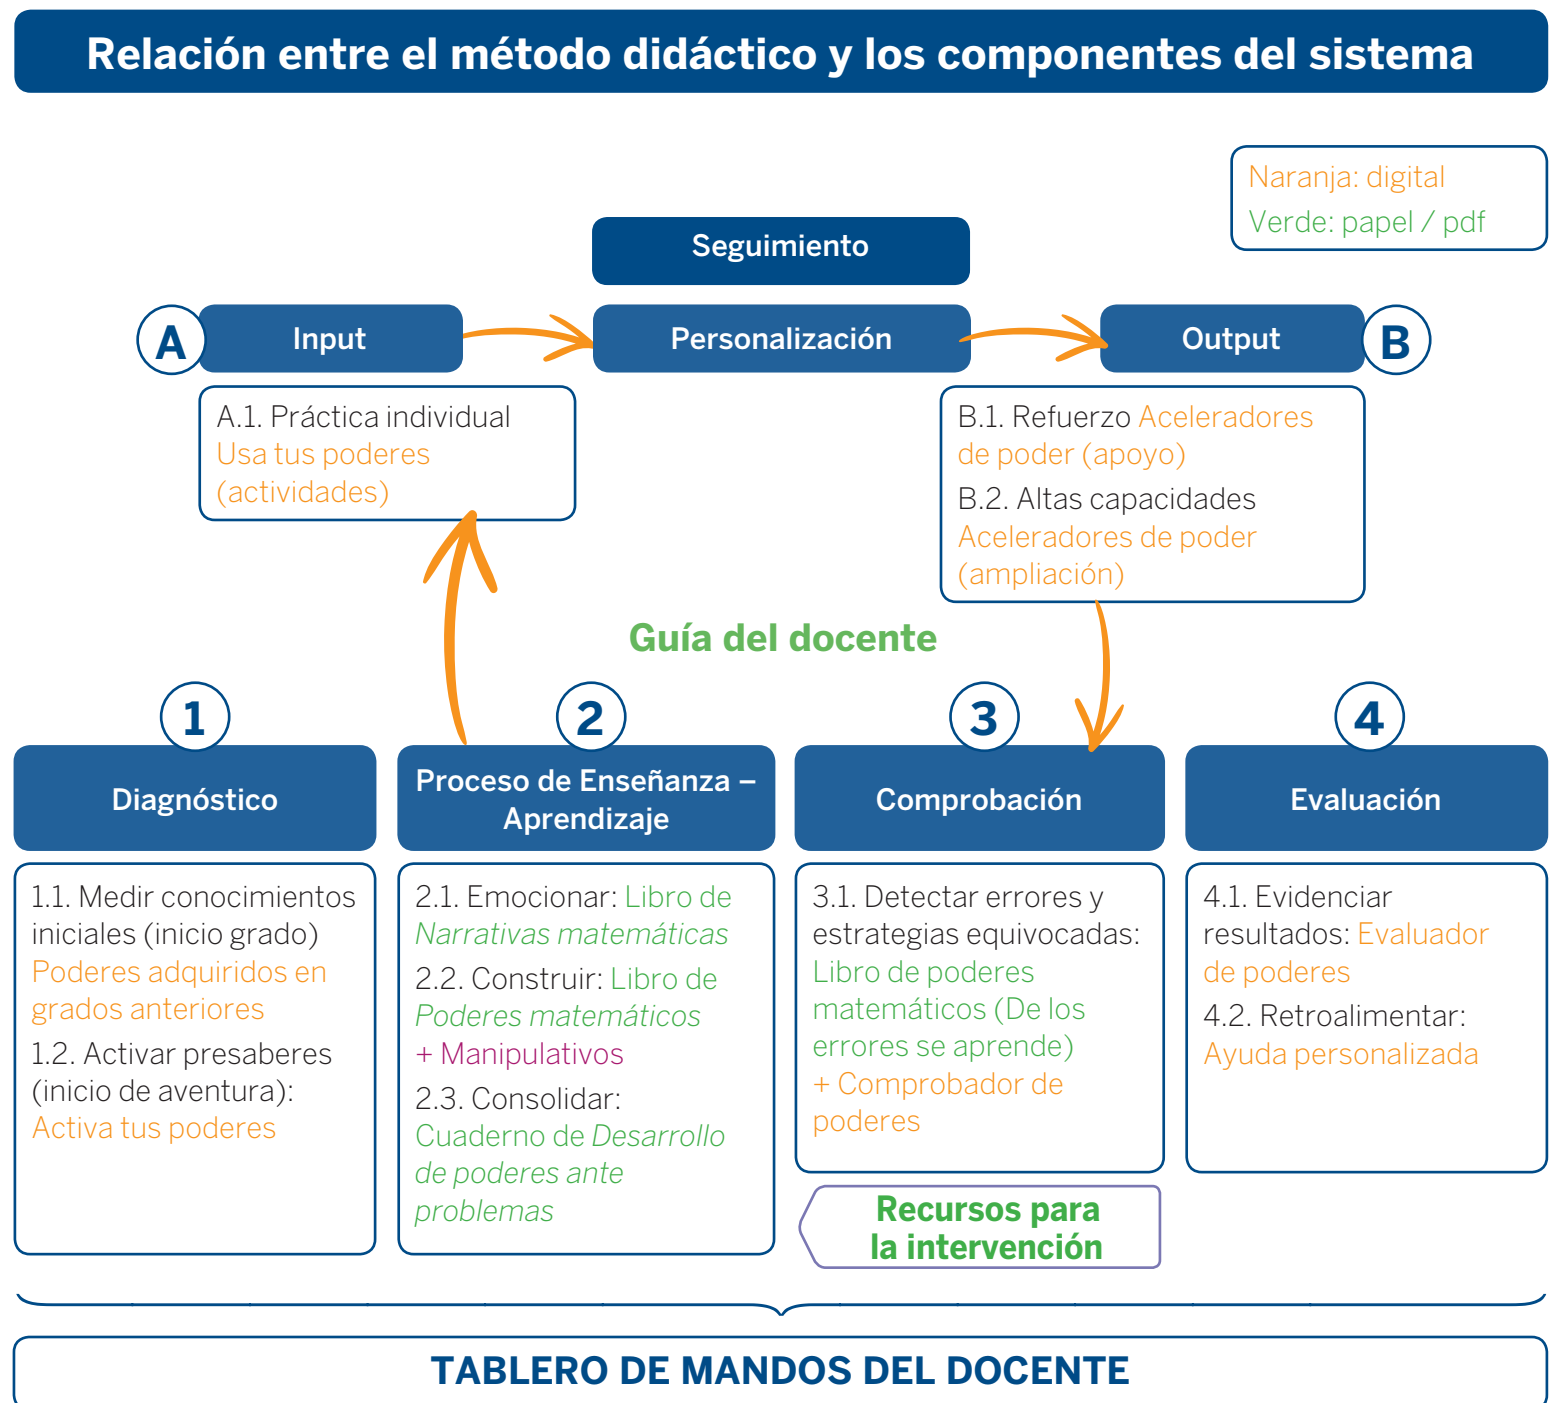 Relación entre el método didáctico y los componentes del sistema
Naranja: digital
Verde: papel / pdf
Seguimiento
A
Input
Personalización
Output
B
A.1. Práctica individual
Usa tus poderes
(actividades)
B.1. Refuerzo Aceleradores
de poder (apoyo)
B.2. Altas capacidades
Aceleradores de poder
(ampliación)
Guía del docente
1
Diagnóstico
1.1. Medir conocimientos
iniciales (inicio grado)
Poderes adquiridos en
grados anteriores
1.2. Activar presaberes
(inicio de aventura):
Activa tus poderes
2
Proceso de Enseñanza –
Aprendizaje
2.1. Emocionar: Libro de
Narrativas matemáticas
2.2. Construir: Libro de
Poderes matemáticos
+ Manipulativos
2.3. Consolidar:
Cuaderno de Desarrollo
de poderes ante
problemas
3
Comprobación
3.1. Detectar errores y
estrategias equivocadas:
Libro de poderes
matemáticos (De los
errores se aprende)
+ Comprobador de
poderes
Recursos para
la intervención
4
Evaluación
4.1. Evidenciar
resultados: Evaluador
de poderes
4.2. Retroalimentar:
Ayuda personalizada
TABLERO DE MANDOS DEL DOCENTE